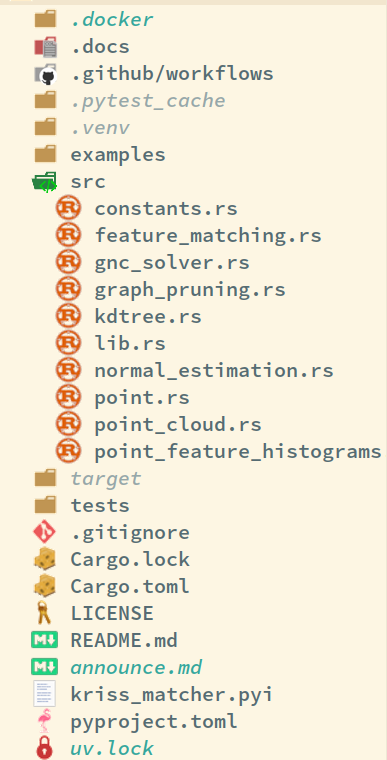 .docker
.docs
.github/workflows
.pytest_cache
.venv
examples
src
constants.rs
feature_matching.rs
gnc_solver.rs
graph_pruning.rs
kdtree.rs
lib.rs
normal_estimation.rs
point.rs
point_cloud.rs
point_feature_histograms
target
tests
.gitignore
Cargo.lock
Cargo.toml
LICENSE
README.md
announce.md
kriss_matcher.pyi
pyproject.toml
uv.lock